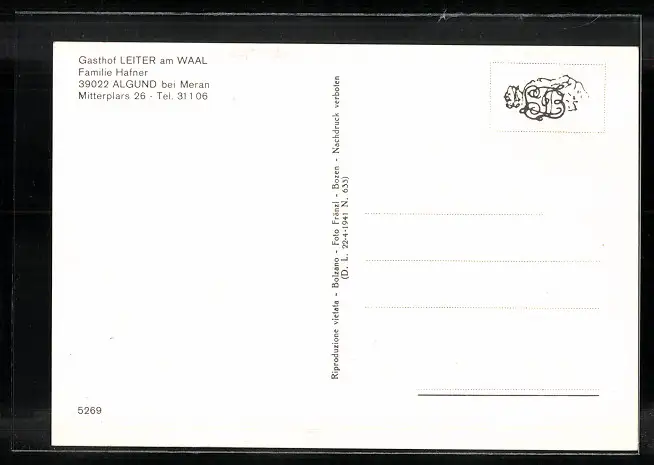 Gasthof LEITER am WAAL
Familie Hafner
39022 ALGUND bei Meran
Mitterplars 26 - Tel. 31106
Riproduzione vietata - Bolzano - Foto Fränzl - Bozen - Nachdruck verboten
(D. L. 22-4-1941 N. 633)
5269